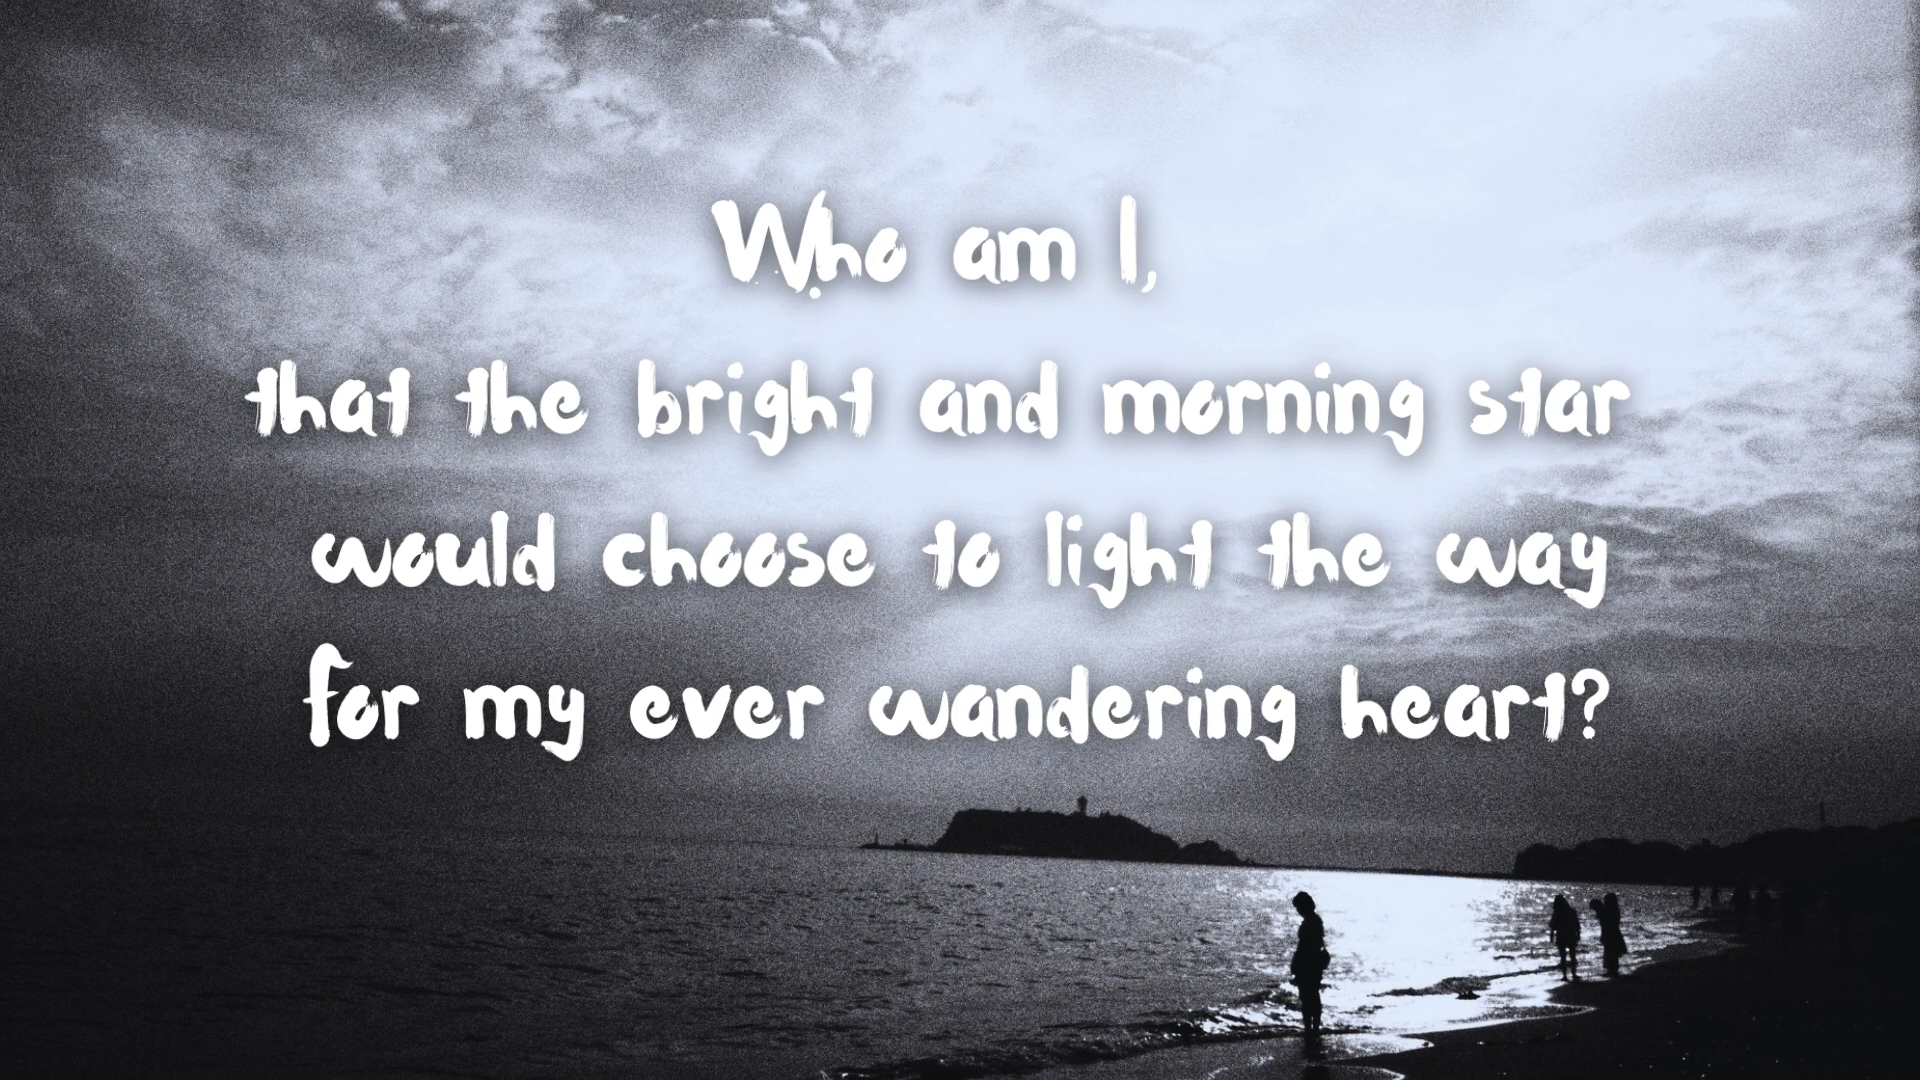 Who am I,
that the bright and morning star
would choose to light the way
for my ever wandering heart?